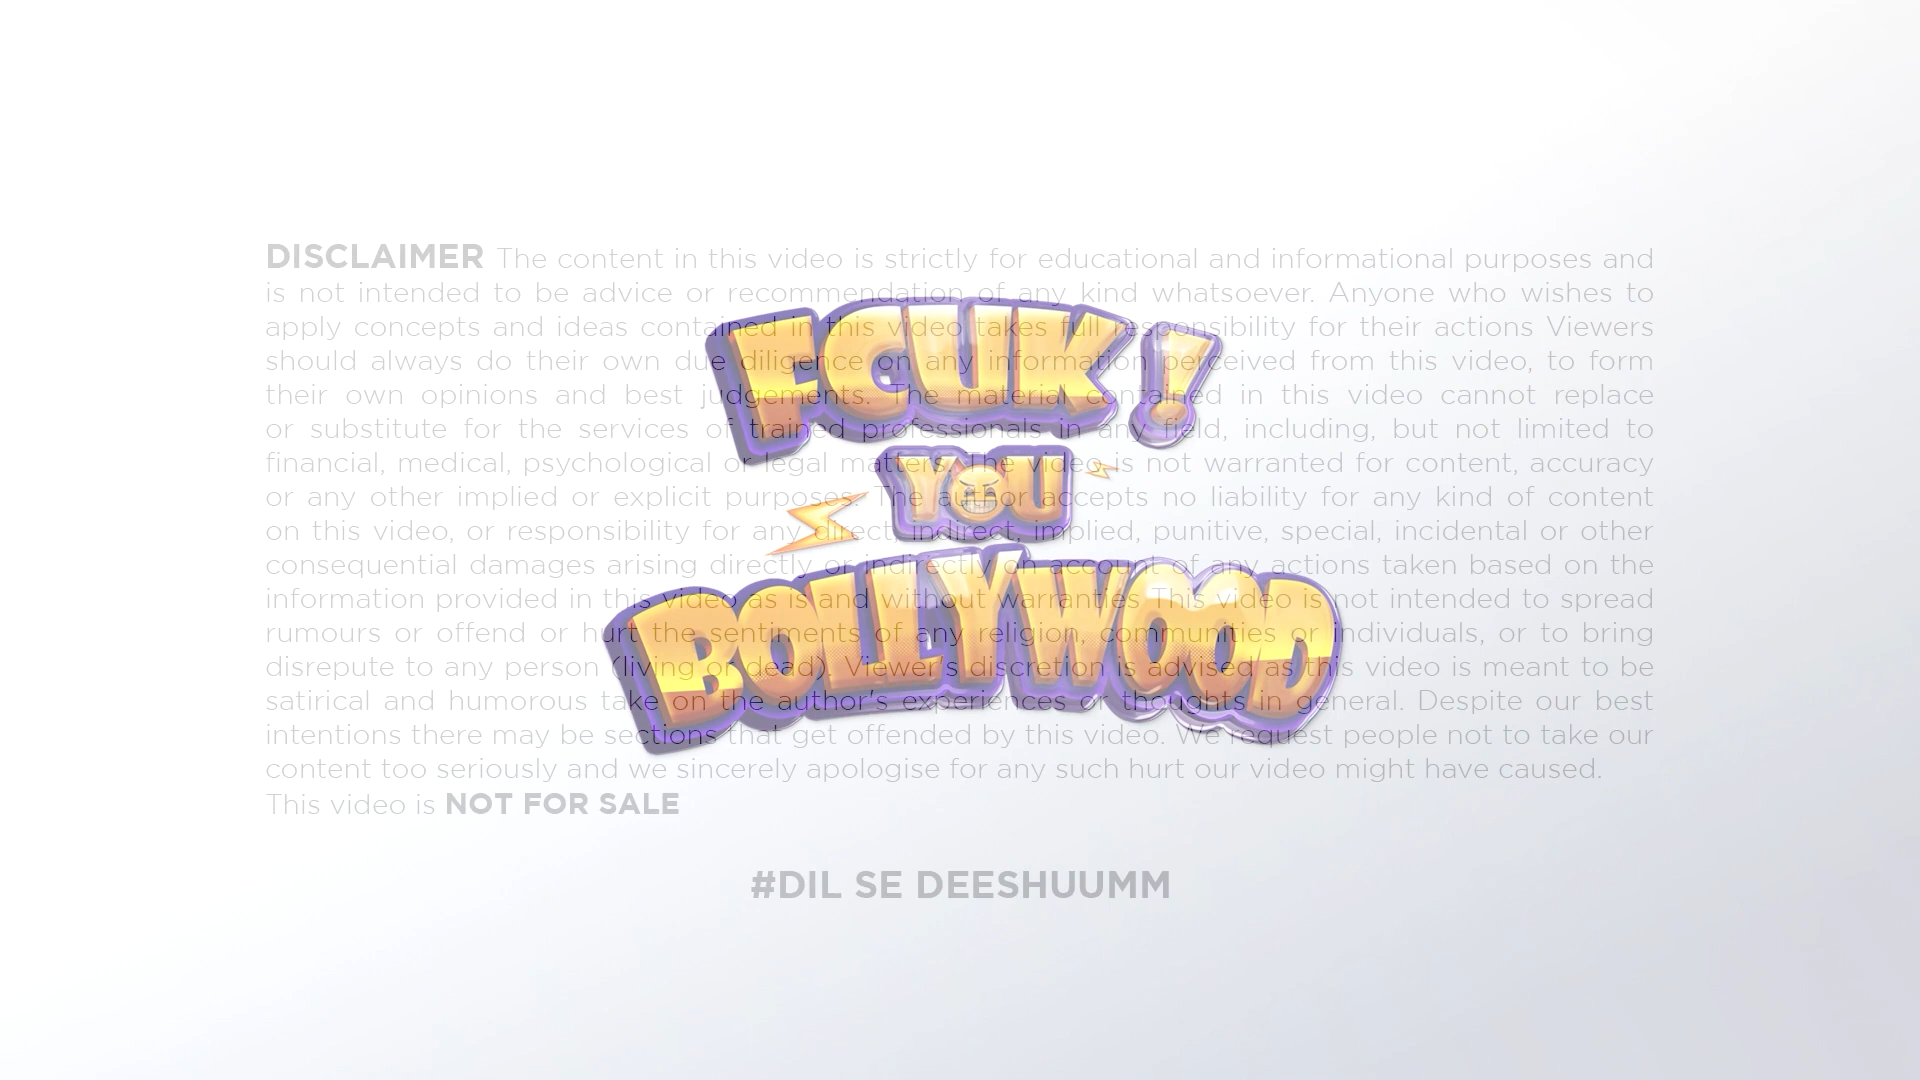 DISCLAIMER The content in this video is strictly for educational and informational purposes and
is not intended to be advice or recommendation of any kind whatsoever. Anyone who wishes to
apply concepts and ideas contained in this video takes full responsibility for their actions Viewers
should always do their own due diligence on any information perceived from this video, to form
their own opinions and best judgements. The material contained in this video cannot replace
or substitute for the services of trained professionals in any field, including, but not limited to
financial, medical, psychological or legal matters. The video is not warranted for content, accuracy
or any other implied or explicit purposes. The author accepts no liability for any kind of content
on this video, or responsibility for any direct, indirect, implied, punitive, special, incidental or other
consequential damages arising directly or indirectly on account of any actions taken based on the
information provided in this video as is and without warranties This video is not intended to spread
rumours or offend or hurt the sentiments of any religion, communities or individuals, or to bring
disrepute to any person (living or dead). Viewer's discretion is advised as this video is meant to be
satirical and humorous take on the author's experiences or thoughts in general. Despite our best
intentions there may be sections that get offended by this video. We request people not to take our
content too seriously and we sincerely apologise for any such hurt our video might have caused.
This video is NOT FOR SALE
FCUK !
YOU
BOLLYWOOD
#DIL SE DEESHUUMM